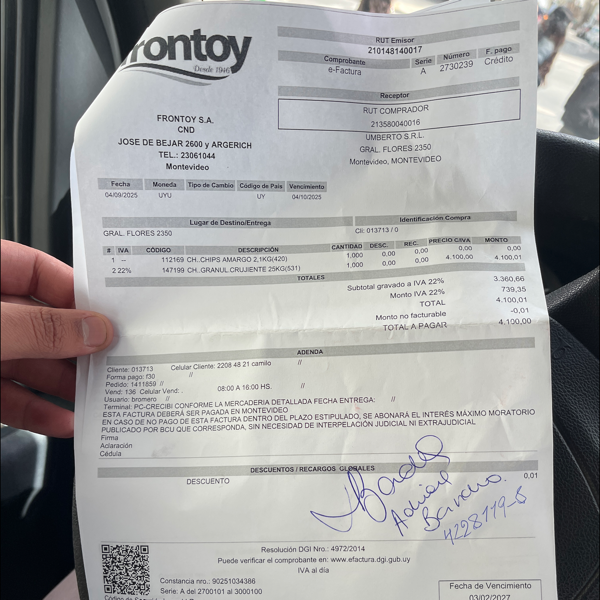 frontoy
Desde 1946
RUT Emisor
210148140017
Comprobante Serie Número F. pago
e-Factura A 2730239 Crédito
Receptor
RUT COMPRADOR
213580040016
UMBERTO S.R.L.
GRAL. FLORES 2350
Montevideo, MONTEVIDEO
FRONTOY S.A.
CND
JOSE DE BEJAR 2600 y ARGERICH
TEL.: 23061044
Montevideo
Fecha Moneda Tipo de Cambio Código de País Vencimiento
04/09/2025 UYU UY 04/10/2025
Lugar de Destino/Entrega Identificación Compra
GRAL. FLORES 2350 Cli: 013713 / 0
# IVA CÓDIGO DESCRIPCIÓN CANTIDAD DESC. REC. PRECIO C/IVA MONTO
1 -- 112169 CH..CHIPS AMARGO 2,1KG(420) 1,000 0,00 0,00 0,00 0,00
2 22% 147199 CH..GRANUL CRUJIENTE 25KG(531) 1,000 0,00 0,00 4.100,00 4.100,01
TOTALES
Subtotal gravado a IVA 22% 3.360,66
Monto IVA 22% 739,35
TOTAL 4.100,01
Monto no facturable -0,01
TOTAL A PAGAR 4.100,00
ADENDA
Cliente: 013713 Celular Cliente: 2208 48 21 camilo //
Forma pago: f30 //
Pedido: 1411859 //
Vend: 136 Celular Vend: .. 08:00 A 16:00 HS. //
Usuario: bromero //
Terminal: PC-CRECIBI CONFORME LA MERCADERIA DETALLADA FECHA ENTREGA: //
ESTA FACTURA DEBERÁ SER PAGADA EN MONTEVIDEO
EN CASO DE NO PAGO DE ESTA FACTURA DENTRO DEL PLAZO ESTIPULADO, SE ABONARÁ EL INTERÉS MÁXIMO MORATORIO
PUBLICADO POR BCU QUE CORRESPONDA, SIN NECESIDAD DE INTERPELACIÓN JUDICIAL NI EXTRAJUDICIAL
Firma
Aclaración
Cédula
DESCUENTOS / RECARGOS GLOBALES
DESCUENTO 0,01
Adrian
4228119-8
Resolución DGI Nro.: 4972/2014
Puede verificar el comprobante en: www.efactura.dgi.gub.uy
IVA al día
Constancia nro.: 90251034386
Serie: A del 2700101 al 3000100
Fecha de Vencimiento
03/02/2027